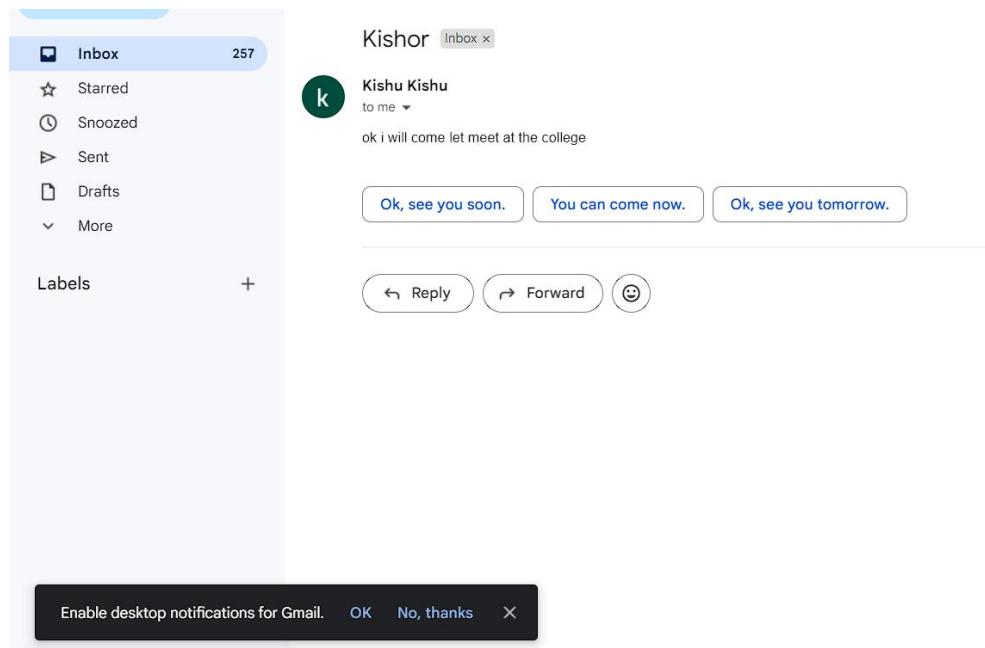 Inbox 257
Starred
Snoozed
Sent
Drafts
More
Labels
Kishor Inbox ×
k
Kishu Kishu
to me
ok i will come let meet at the college
Ok, see you soon. You can come now. Ok, see you tomorrow.
Reply Forward
Enable desktop notifications for Gmail. OK No, thanks